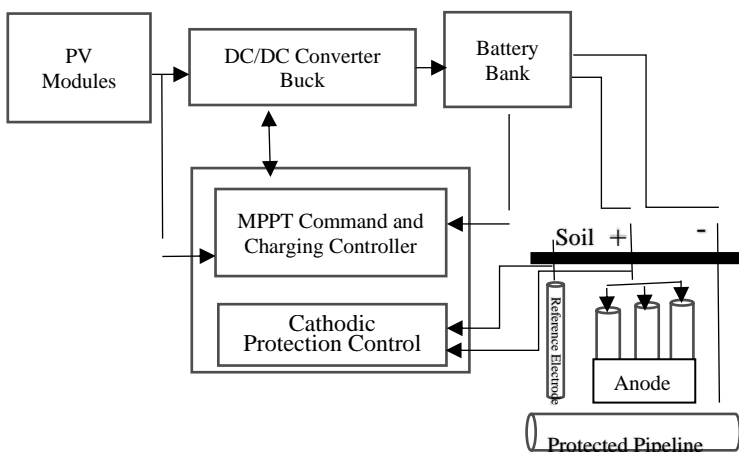 PV
Modules
DC/DC Converter
Buck
Battery
Bank
MPPT Command and
Charging Controller
Cathodic
Protection Control
Soil + -
Reference Electrode
Anode
Protected Pipeline